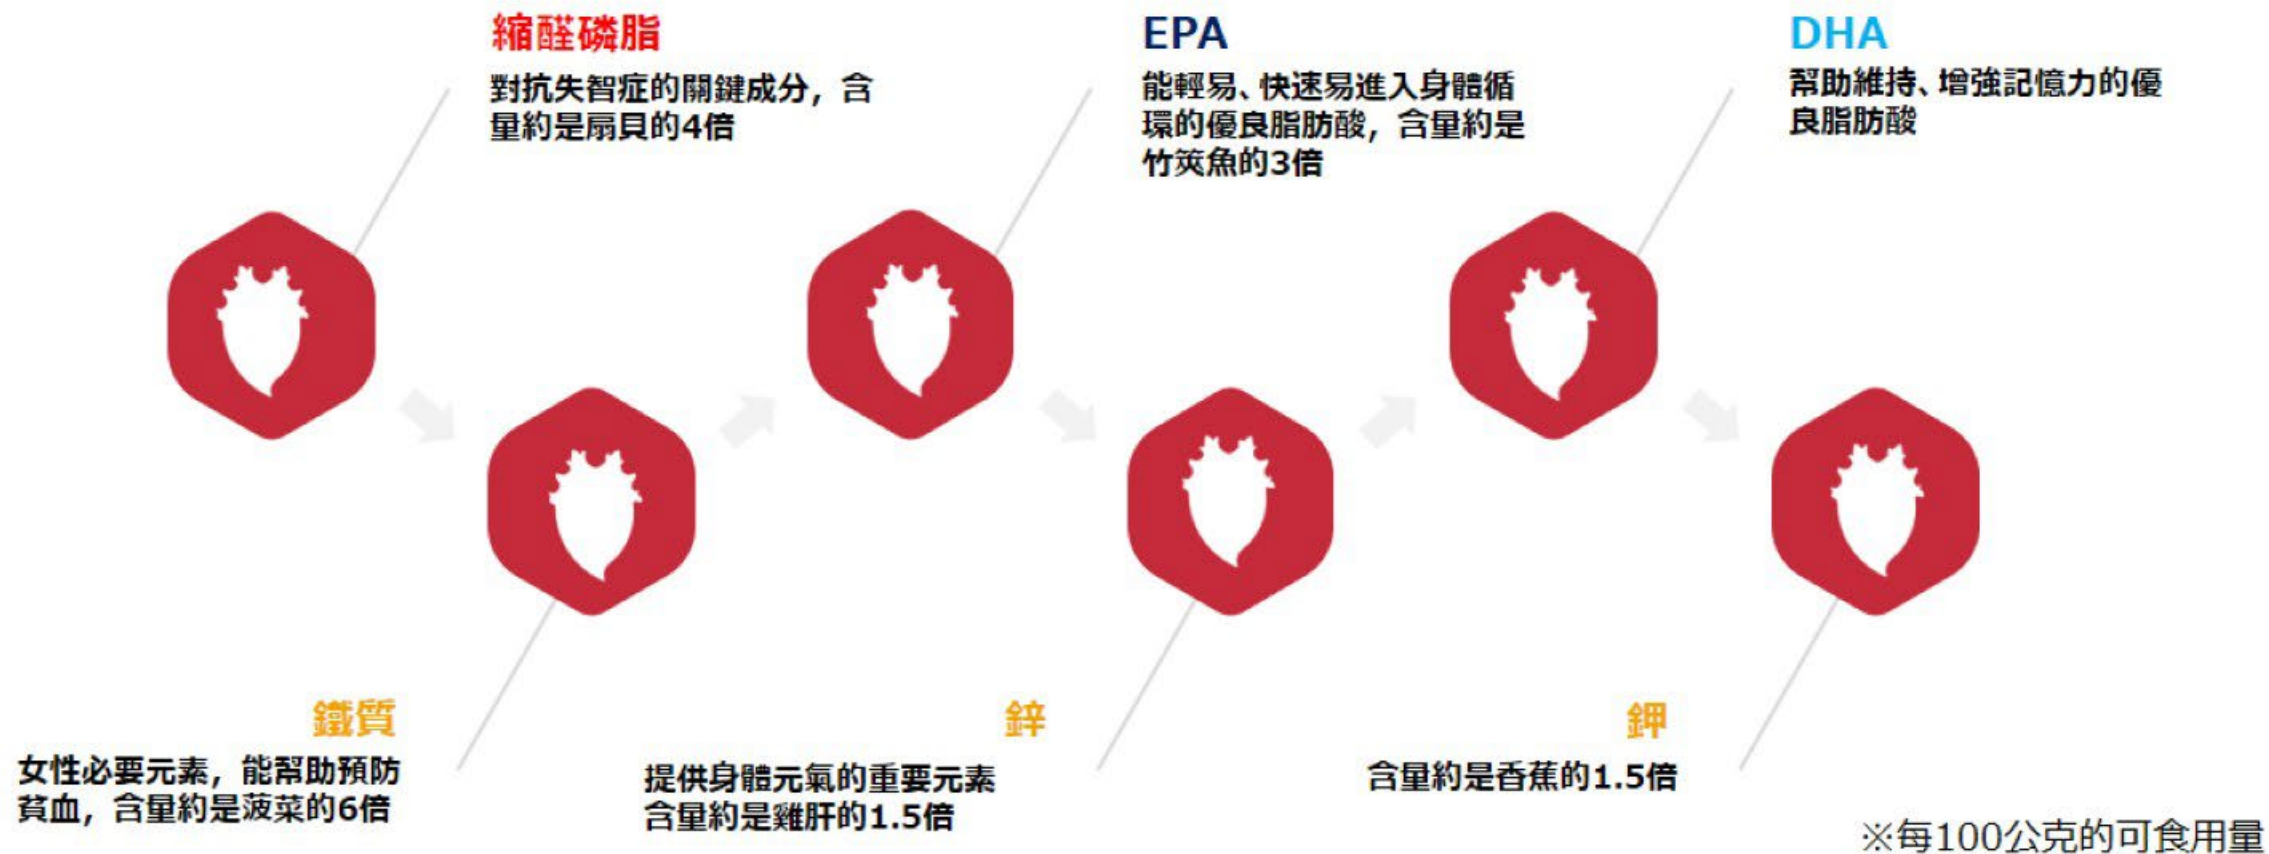 縮醛磷脂
對抗失智症的關鍵成分，含
量約是扇貝的4倍
EPA
能輕易、快速易進入身體循
環的優良脂肪酸，含量約是
竹筴魚的3倍
DHA
幫助維持、增強記憶力的優
良脂肪酸
鐵質
女性必要元素，能幫助預防
貧血，含量約是菠菜的6倍
鋅
提供身體元氣的重要元素
含量約是雞肝的1.5倍
鉀
含量約是香蕉的1.5倍
※每100公克的可食用量